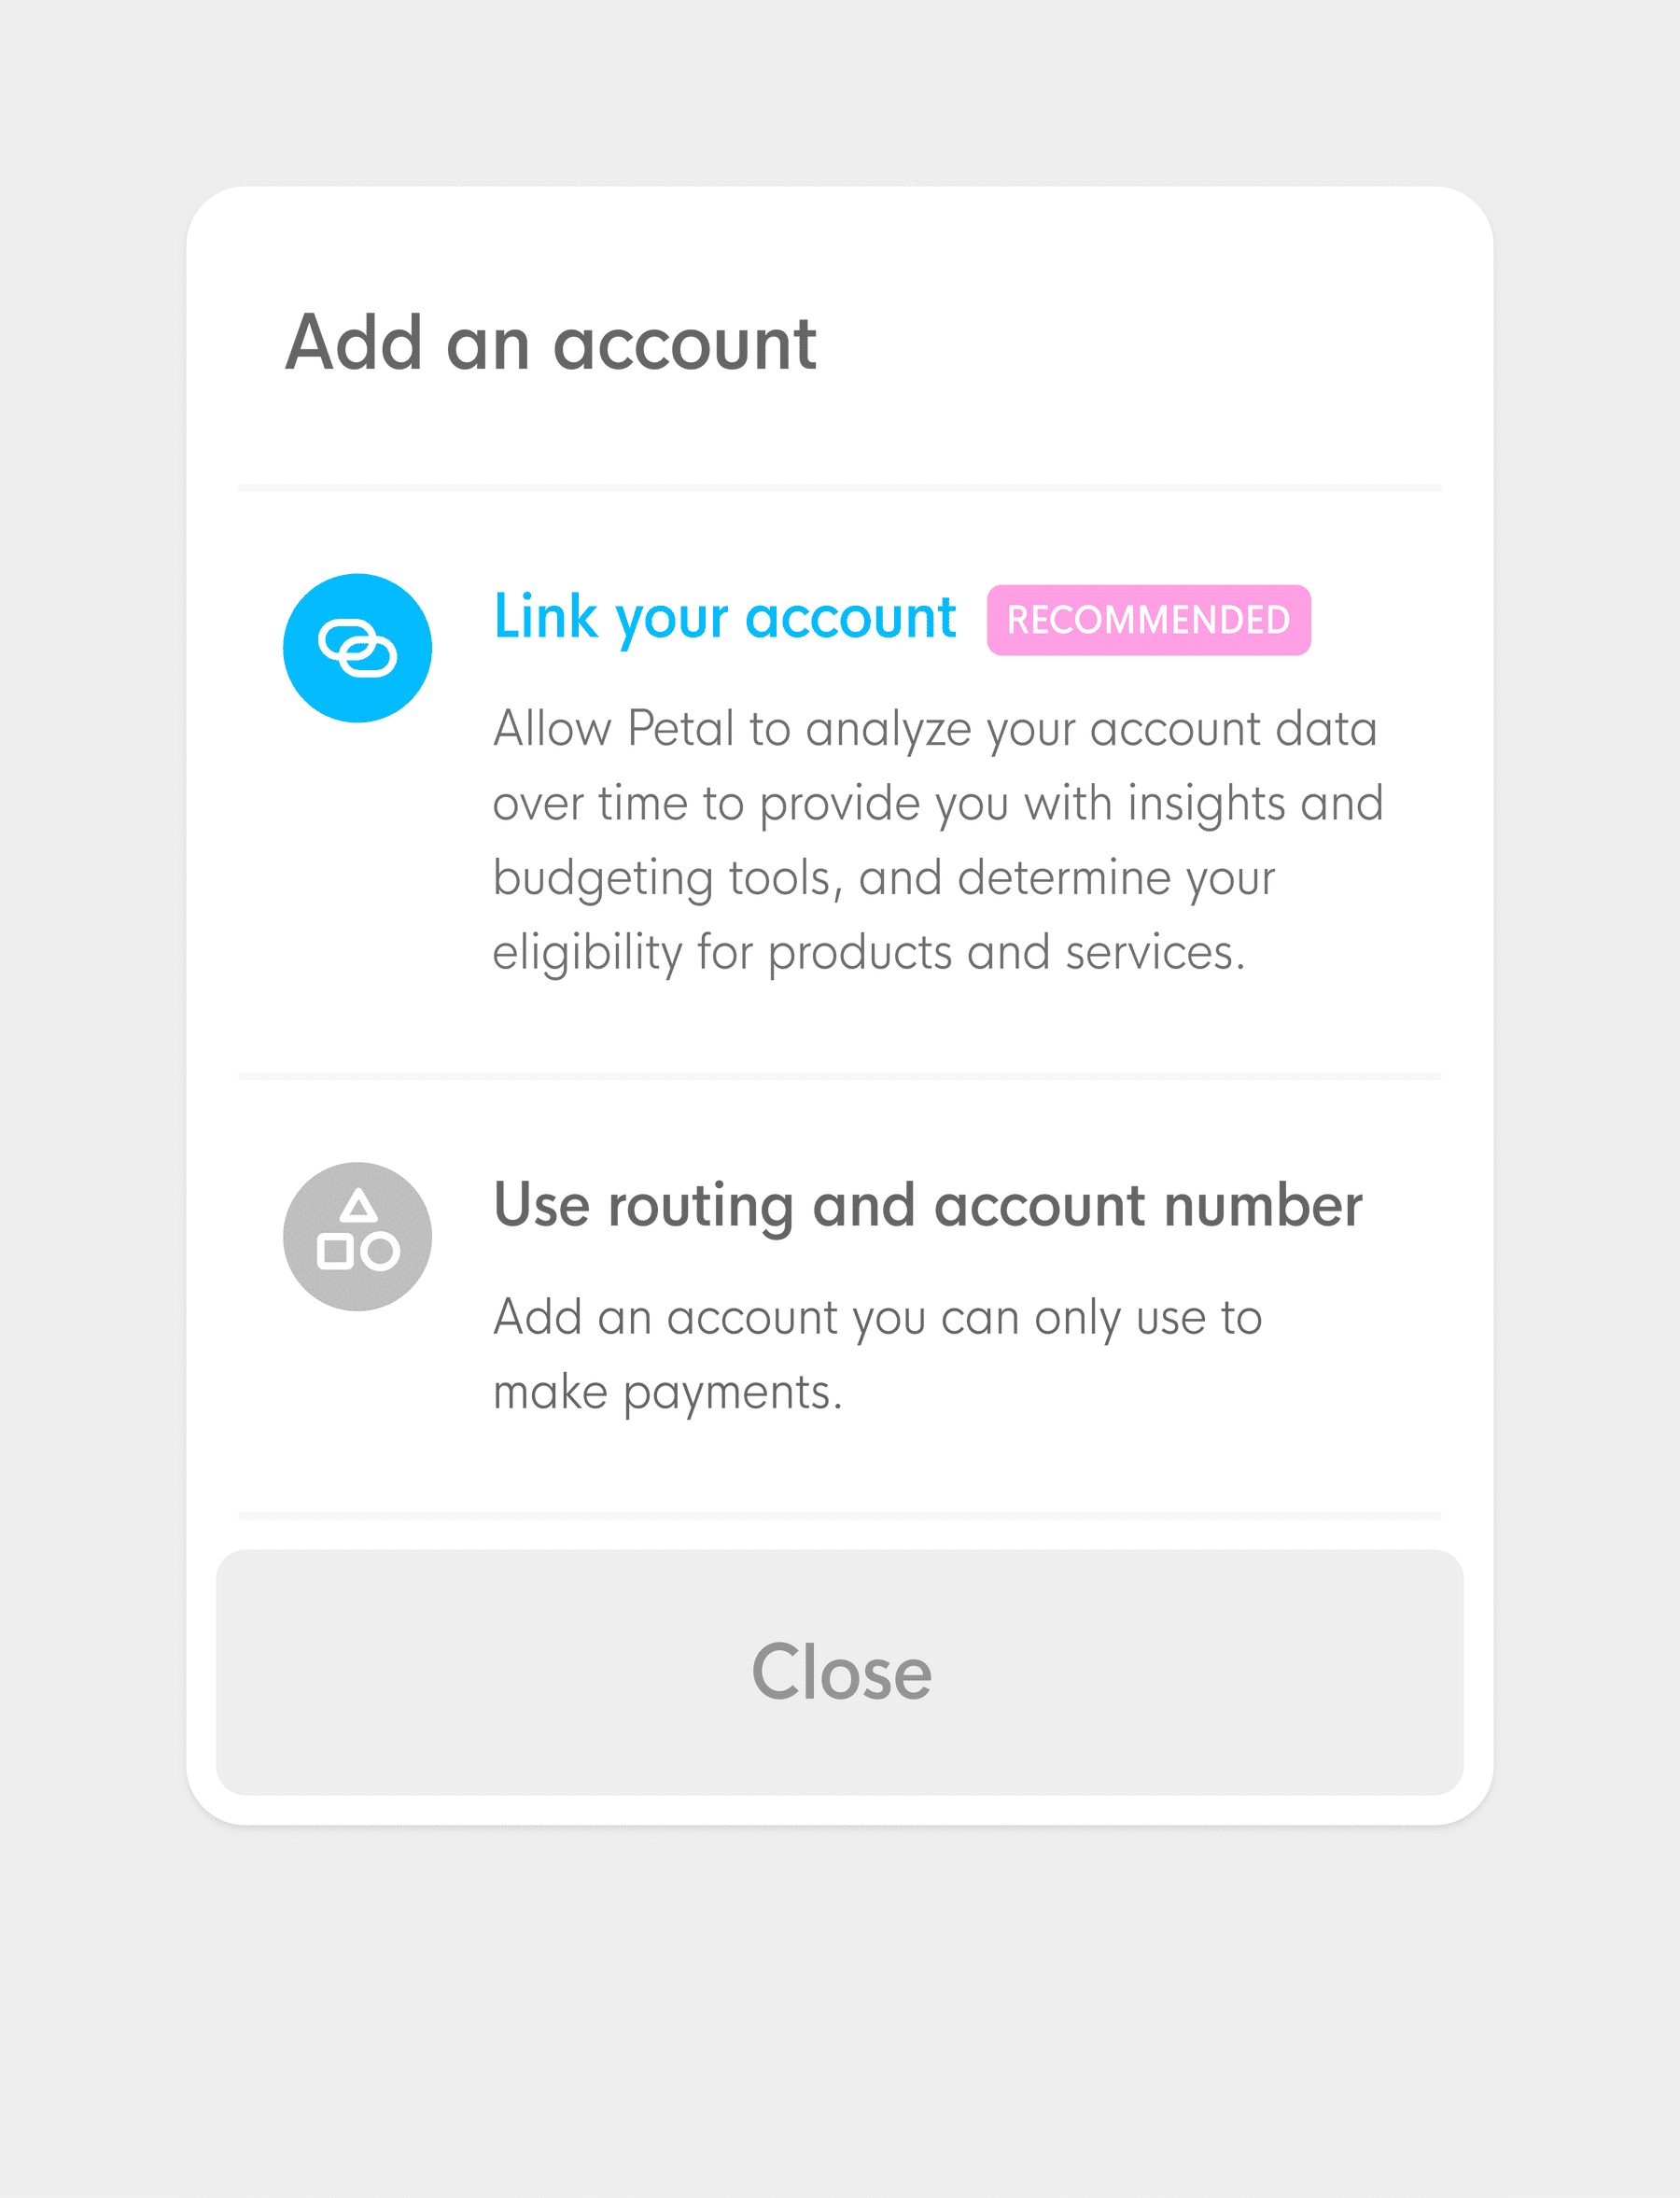 Add an account
Link your account RECOMMENDED
Allow Petal to analyze your account data
over time to provide you with insights and
budgeting tools, and determine your
eligibility for products and services.
Use routing and account number
Add an account you can only use to
make payments.
Close